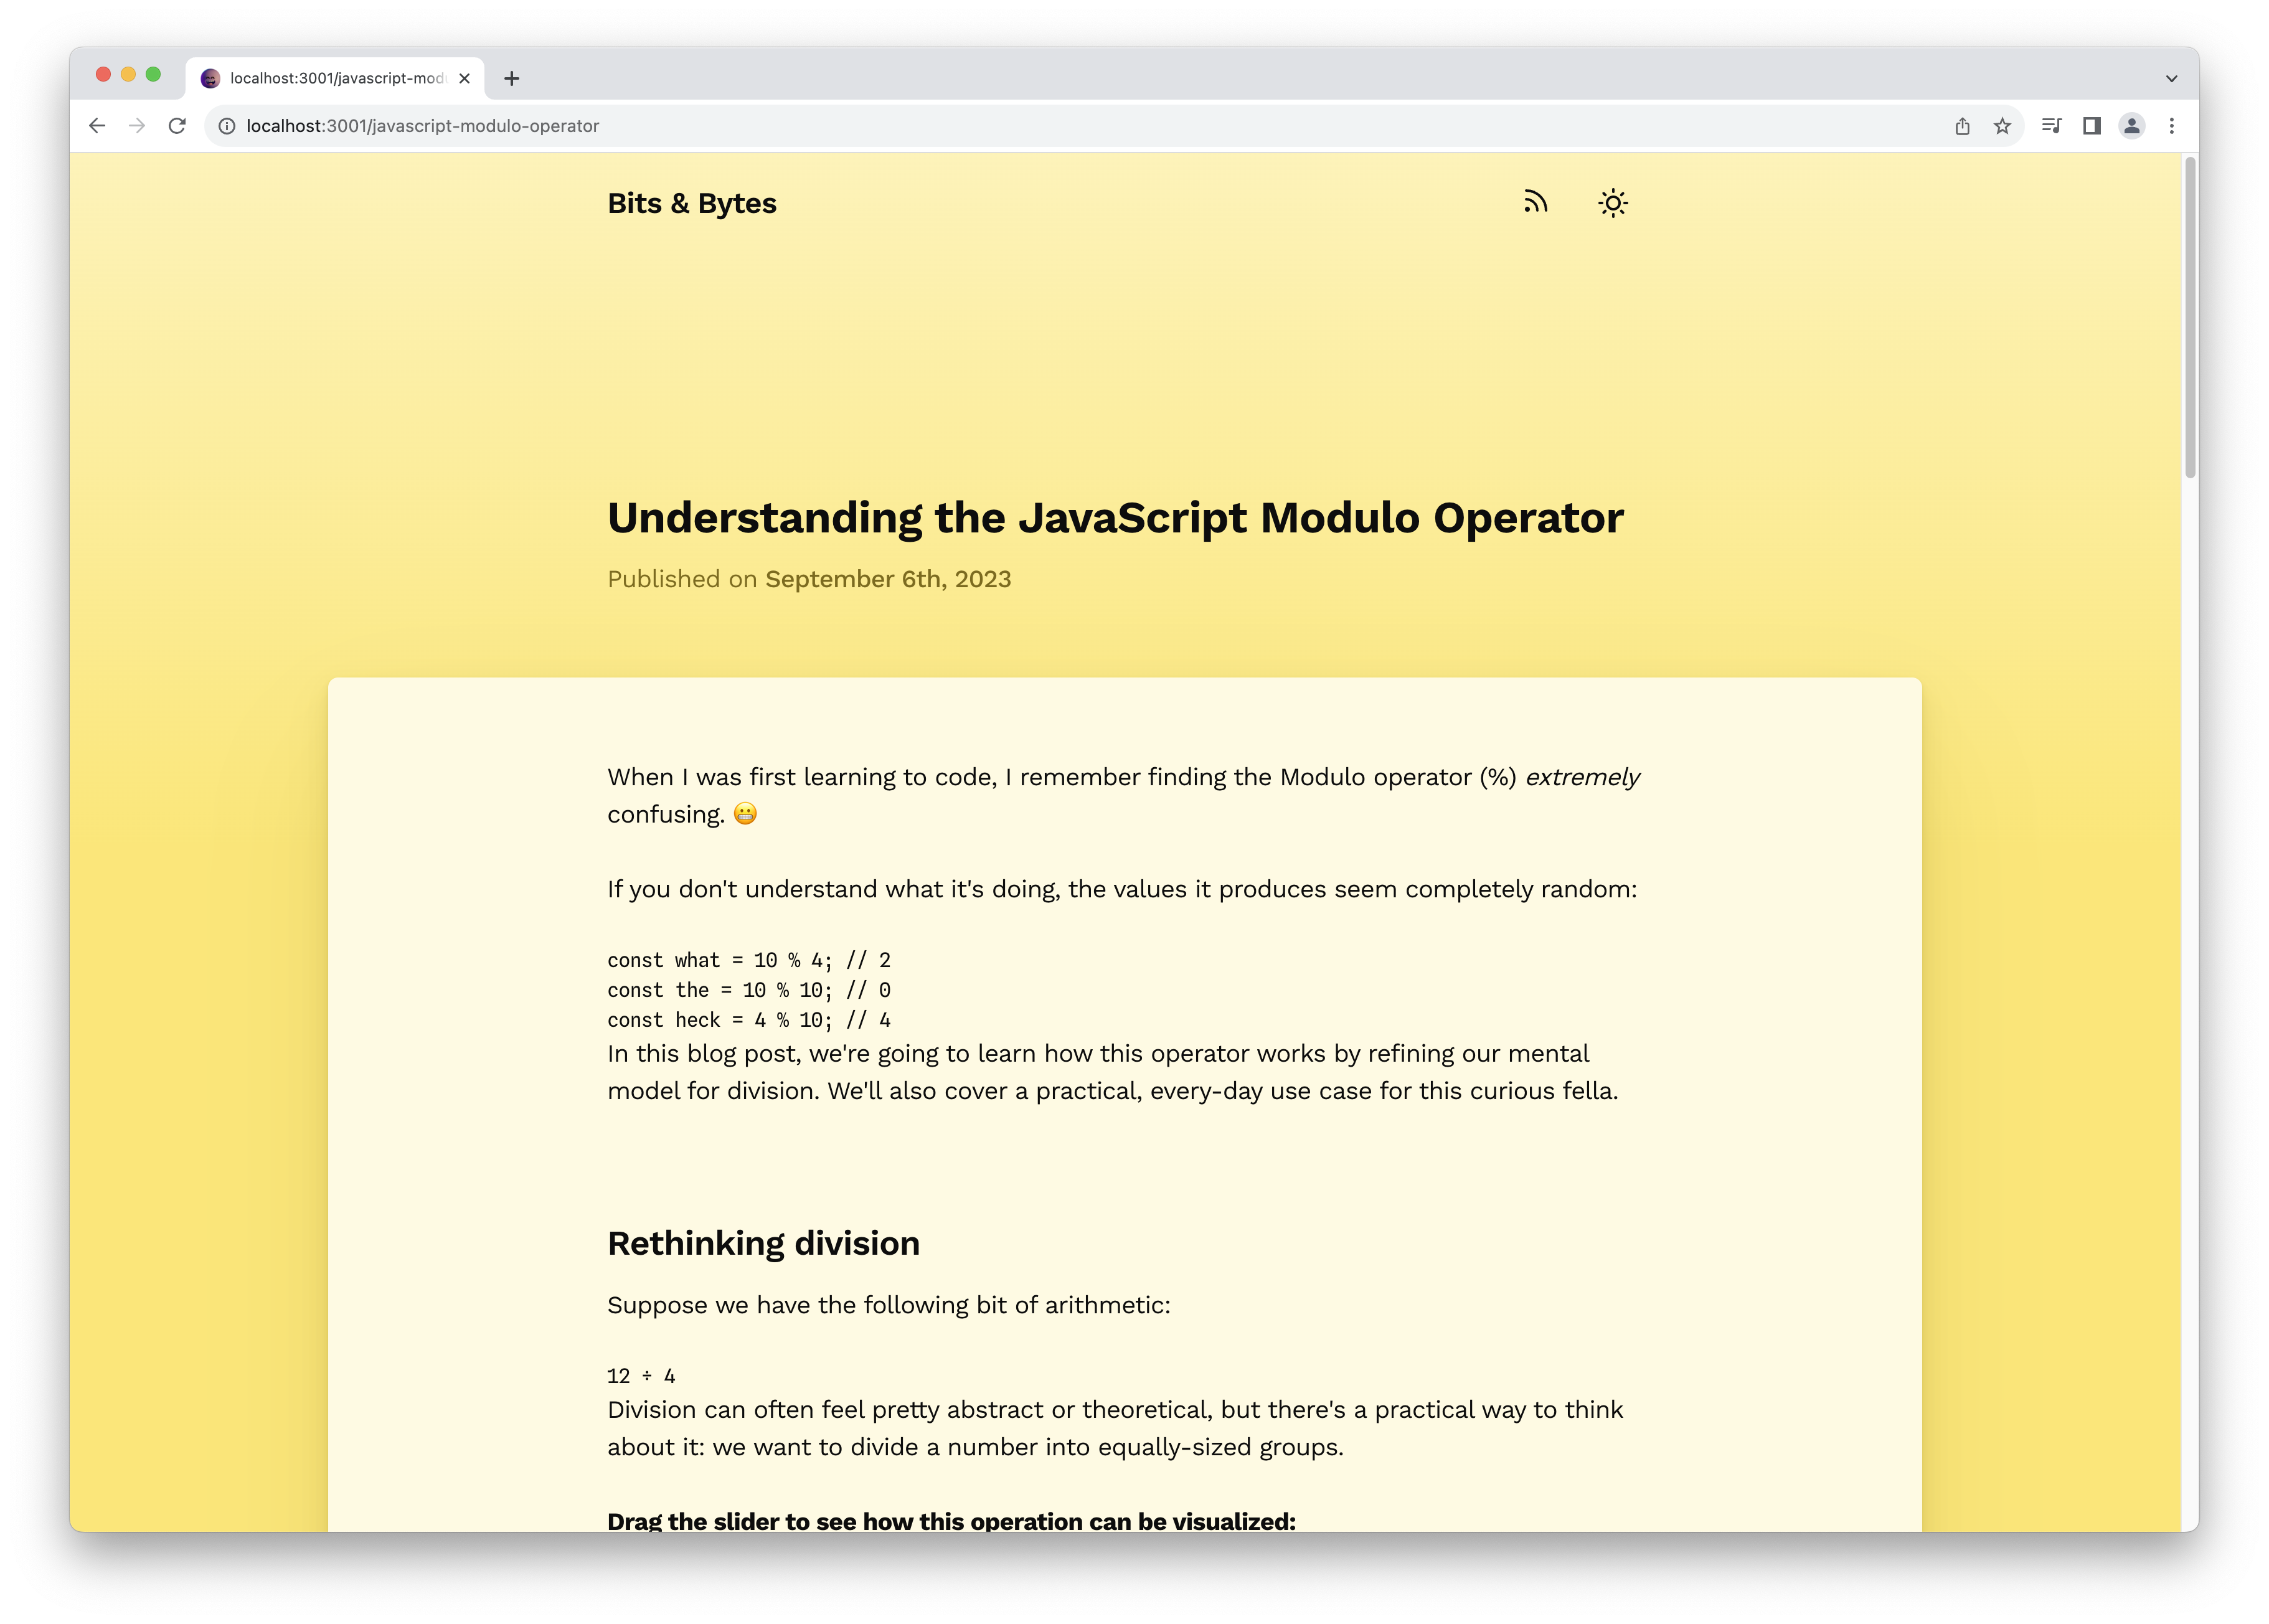 localhost:3001/javascript-mod
localhost:3001/javascript-modulo-operator
Bits & Bytes
Understanding the JavaScript Modulo Operator
Published on September 6th, 2023
When I was first learning to code, I remember finding the Modulo operator (%) extremely
confusing. 😬
If you don't understand what it's doing, the values it produces seem completely random:
const what = 10 % 4; // 2
const the = 10 % 10; // 0
const heck = 4 % 10; // 4
In this blog post, we're going to learn how this operator works by refining our mental
model for division. We'll also cover a practical, every-day use case for this curious fella.
Rethinking division
Suppose we have the following bit of arithmetic:
12 ÷ 4
Division can often feel pretty abstract or theoretical, but there's a practical way to think
about it: we want to divide a number into equally-sized groups.
Drag the slider to see how this operation can be visualized: